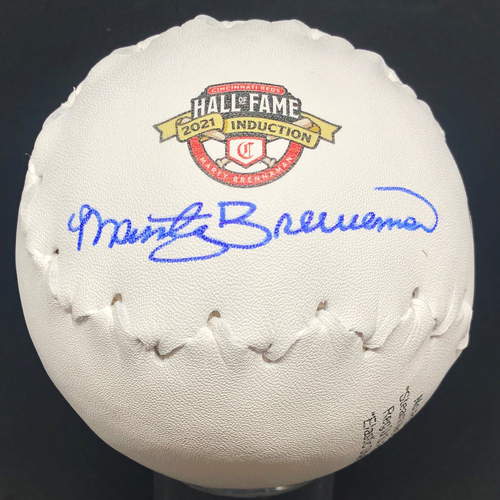 CINCINNATI REDS
HALL OF FAME
2021 INDUCTION
C
MARTY BRENNAMAN
Marty Brennaman